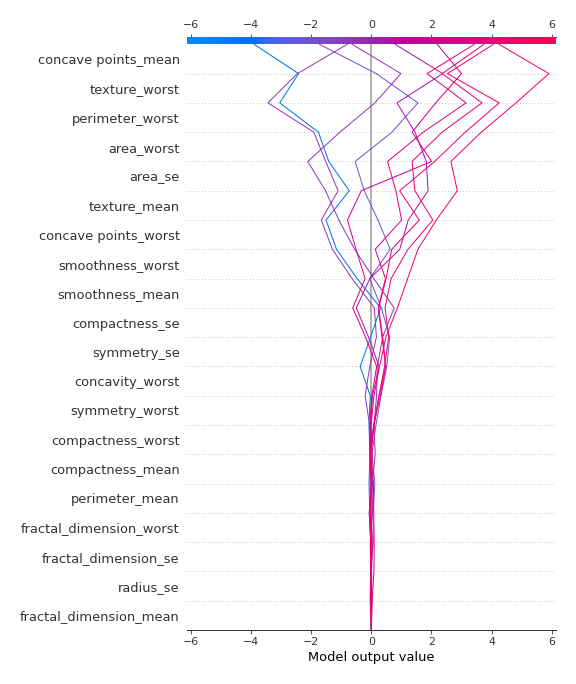 −6 −4 −2 0 2 4 6
concave points_mean
texture_worst
perimeter_worst
area_worst
area_se
texture_mean
concave points_worst
smoothness_worst
smoothness_mean
compactness_se
symmetry_se
concavity_worst
symmetry_worst
compactness_worst
compactness_mean
perimeter_mean
fractal_dimension_worst
fractal_dimension_se
radius_se
fractal_dimension_mean
−6 −4 −2 0 2 4 6
Model output value